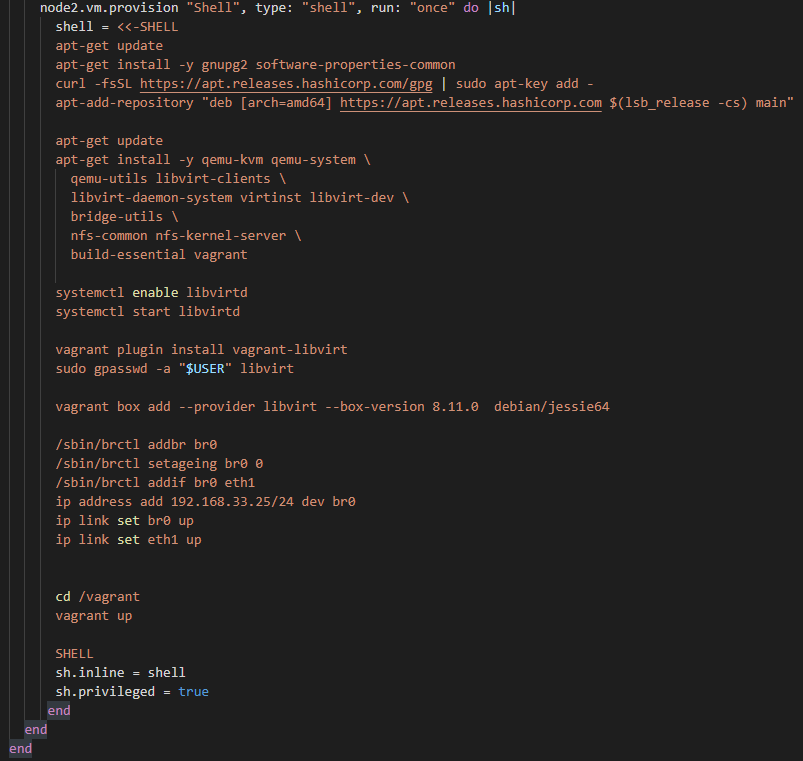 node2.vm.provision "Shell", type: "shell", run: "once" do |sh|
shell = <<-SHELL
apt-get update
apt-get install -y gnupg2 software-properties-common
curl -fsSL https://apt.releases.hashicorp.com/gpg | sudo apt-key add -
apt-add-repository "deb [arch=amd64] https://apt.releases.hashicorp.com $(lsb_release -cs) main"
apt-get update
apt-get install -y qemu-kvm qemu-system \
qemu-utils libvirt-clients \
libvirt-daemon-system virtinst libvirt-dev \
bridge-utils \
nfs-common nfs-kernel-server \
build-essential vagrant
systemctl enable libvirtd
systemctl start libvirtd
vagrant plugin install vagrant-libvirt
sudo gpasswd -a "$USER" libvirt
vagrant box add --provider libvirt --box-version 8.11.0  debian/jessie64
/sbin/brctl addbr br0
/sbin/brctl setageing br0 0
/sbin/brctl addif br0 eth1
ip address add 192.168.33.25/24 dev br0
ip link set br0 up
ip link set eth1 up
cd /vagrant
vagrant up
SHELL
sh.inline = shell
sh.privileged = true
end
end
end